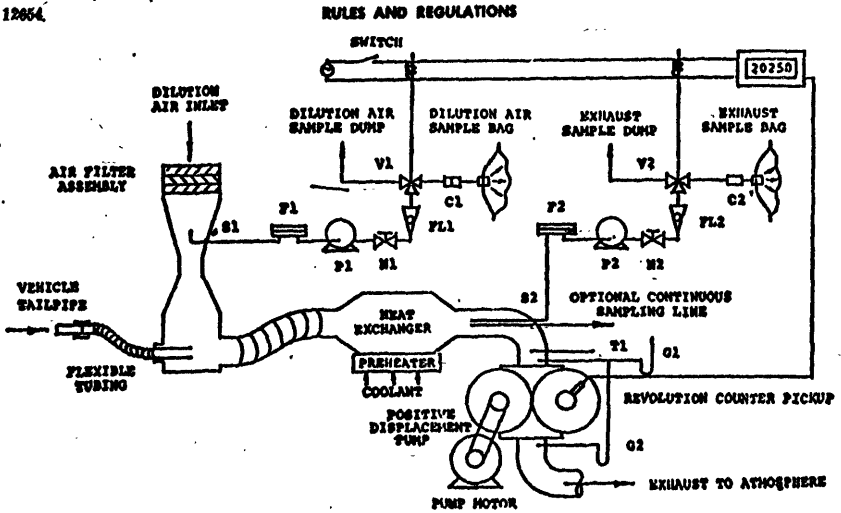 12654.
RULES AND REGULATIONS
SWITCH
20250
DILUTION
AIR INLET
DILUTION AIR
SAMPLE DUMP
DILUTION AIR
SAMPLE BAG
EXHAUST
SAMPLE DUMP
EXHAUST
SAMPLE BAG
AIR FILTER
ASSEMBLY
V1
V2
C1
C2
F1
FL1
F2
FL2
S1
P1
N1
P2
N2
VEHICLE
TAILPIPE
S2
OPTIONAL CONTINUOUS
SAMPLING LINE
HEAT
EXCHANGER
T1
G1
FLEXIBLE
TUBING
PREHEATER
COOLANT
REVOLUTION COUNTER PICKUP
POSITIVE
DISPLACEMENT
PUMP
G2
EXHAUST TO ATMOSPHERE
PUMP MOTOR